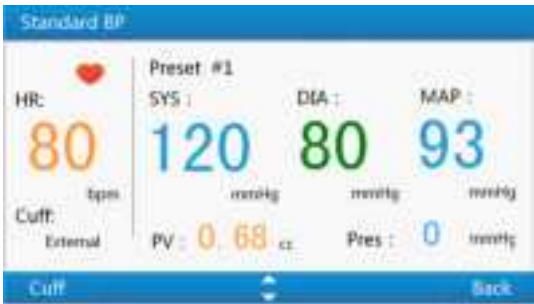 Standard BP
Preset #1
HR: SYS : DIA : MAP :
80 120 80 93
bpm mmHg mmHg mmHg
Cuff:
External PV : 0.68 cc Pres : 0 mmHg
Cuff Back